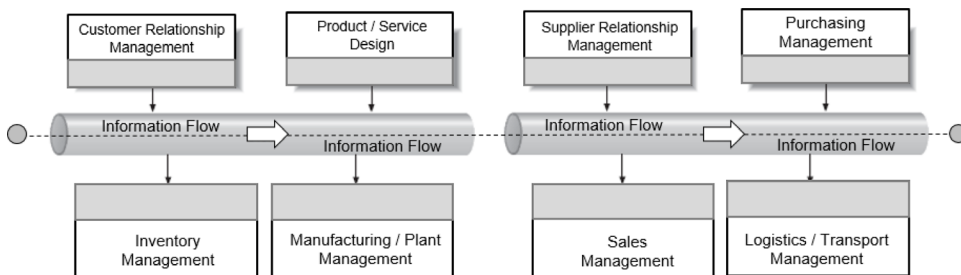 Customer Relationship
Management
Product / Service
Design
Supplier Relationship
Management
Purchasing
Management
Information Flow
Information Flow
Information Flow
Information Flow
Inventory
Management
Manufacturing / Plant
Management
Sales
Management
Logistics / Transport
Management